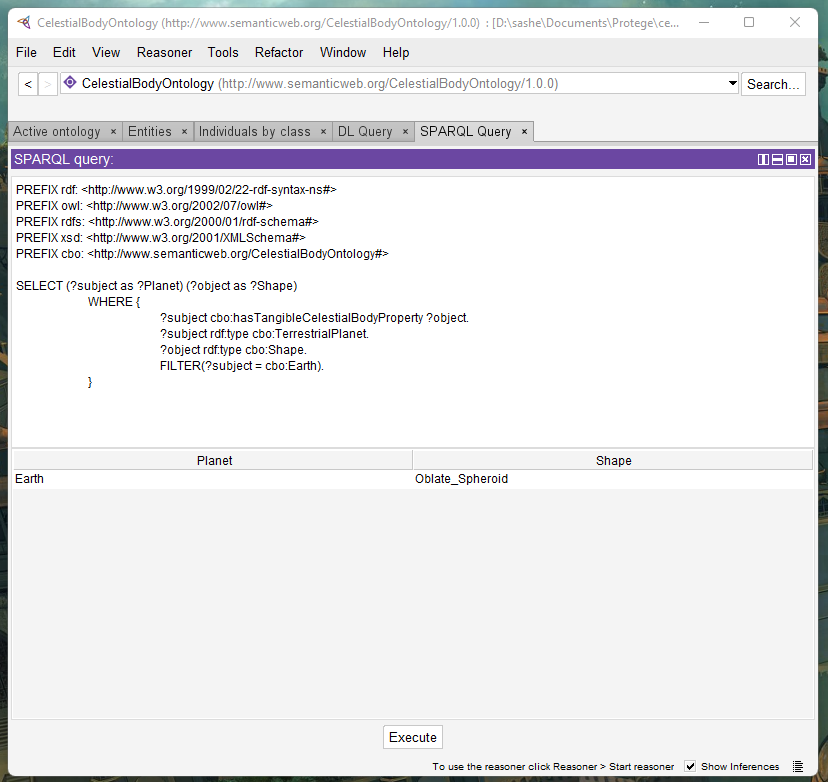 CelestialBodyOntology (http://www.semanticweb.org/CelestialBodyOntology/1.0.0) : [D:\sashe\Documents\Protege\ce...
File Edit View Reasoner Tools Refactor Window Help
< > CelestialBodyOntology (http://www.semanticweb.org/CelestialBodyOntology/1.0.0) Search...
Active ontology × Entities × Individuals by class × DL Query × SPARQL Query ×
SPARQL query:
PREFIX rdf: <http://www.w3.org/1999/02/22-rdf-syntax-ns#>
PREFIX owl: <http://www.w3.org/2002/07/owl#>
PREFIX rdfs: <http://www.w3.org/2000/01/rdf-schema#>
PREFIX xsd: <http://www.w3.org/2001/XMLSchema#>
PREFIX cbo: <http://www.semanticweb.org/CelestialBodyOntology#>
SELECT (?subject as ?Planet) (?object as ?Shape)
WHERE {
?subject cbo:hasTangibleCelestialBodyProperty ?object.
?subject rdf:type cbo:TerrestrialPlanet.
?object rdf:type cbo:Shape.
FILTER(?subject = cbo:Earth).
}
Planet Shape
Earth Oblate_Spheroid
Execute
To use the reasoner click Reasoner > Start reasoner Show Inferences